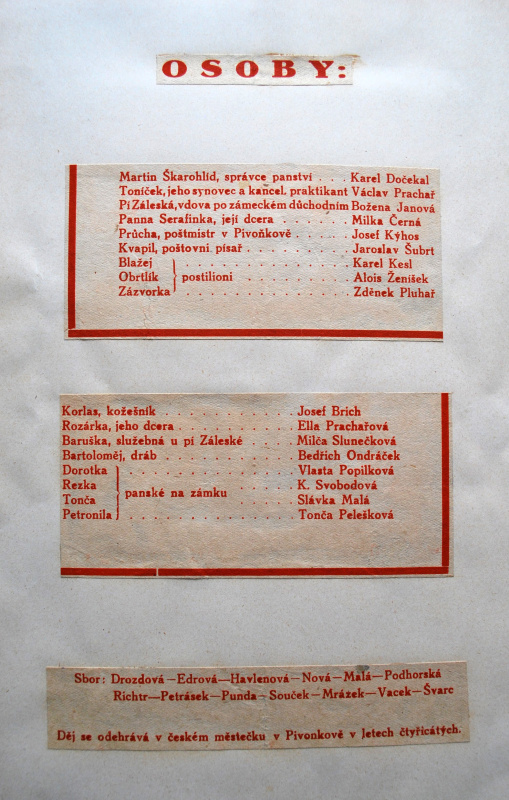 OSOBY:
Martin Škarohlíd, správce panství . . . Karel Dočekal
Toníček, jeho synovec a kancel. praktikant Václav Prachař
Pí Záleská, vdova po zámeckém důchodním Božena Janová
Panna Serafinka, její dcera . . . . . . Milka Černá
Průcha, poštmistr v Pivoňkově . . . . . Josef Kýhos
Kvapil, poštovní písař . . . . . . . . . Jaroslav Šubrt
Blažej . . . . . . . . . . . . Karel Kesl
Obrtlík } postilioni . . . . . . . . Alois Ženíšek
Zázvorka . . . . . . . . . . . . Zděnek Pluhař
Korlas, kožešník . . . . . . . . . . Josef Brich
Rozárka, jeho dcera . . . . . . . . . Ella Prachařová
Baruška, služebná u pí Záleské . . . . Milča Slunečková
Bartoloměj, dráb . . . . . . . . . . Bedřich Ondráček
Dorotka . . . . . . . . . . . . Vlasta Popilková
Rezka . . . . . . . . . . . . K. Svobodová
} panské na zámku
Tonča . . . . . . . . . . . . Slávka Malá
Petronila . . . . . . . . . . . . Tonča Pelešková
Sbor: Drozdová—Edrová—Havlenová—Nová—Malá—Podhorská
Richtr—Petrásek—Punda—Souček—Mrázek—Vacek—Švarc
Děj se odehrává v českém městečku v Pivonkově v letech čtyřicátých.